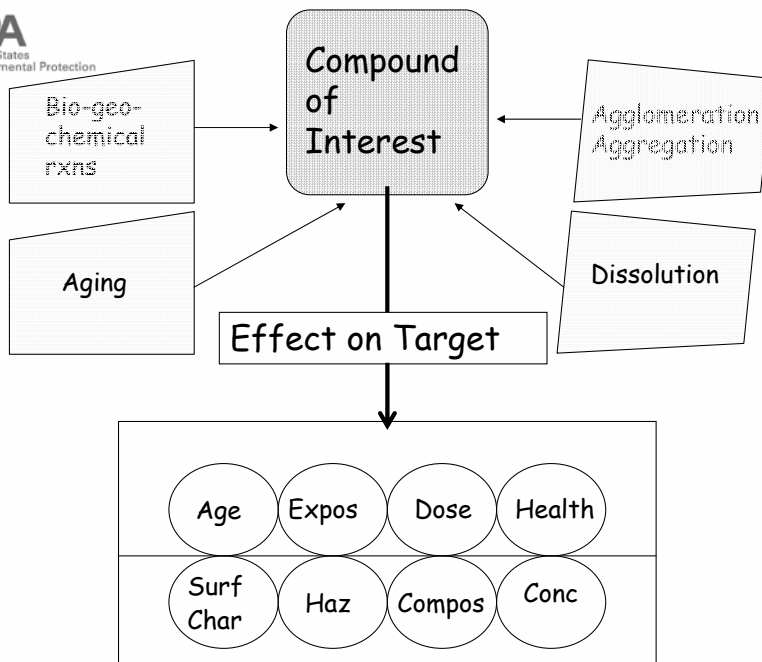 PA
States
mental Protection
Compound
of
Interest
Bio-geo-
chemical
rxns
Agglomeration
Aggregation
Aging
Dissolution
Effect on Target
Age Expos Dose Health
Surf
Char Haz Compos Conc